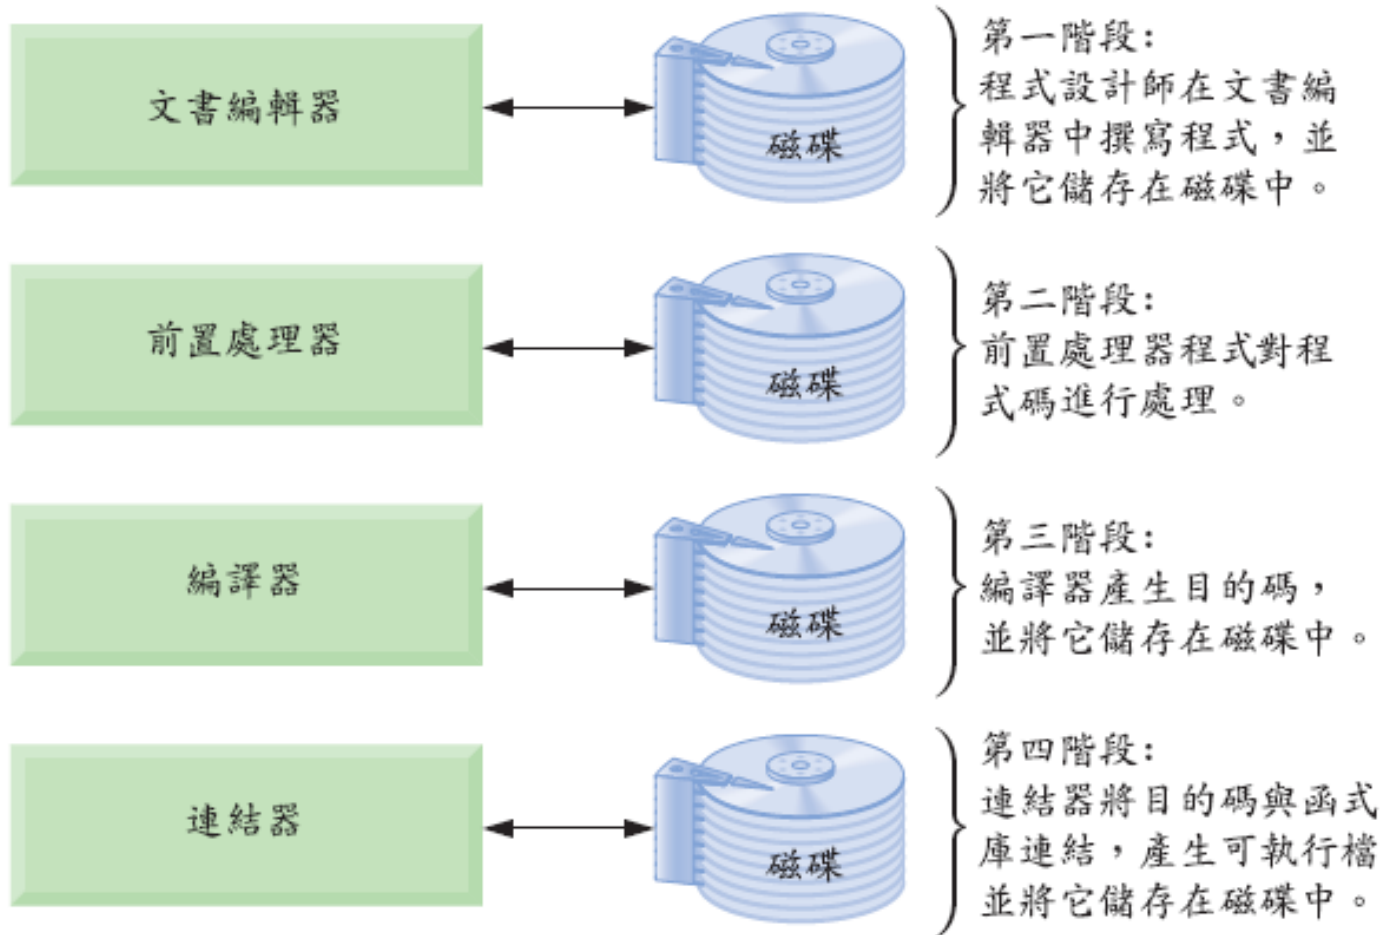 文書編輯器
磁碟
第一階段:
程式設計師在文書編
輯器中撰寫程式，並
將它儲存在磁碟中。
前置處理器
磁碟
第二階段:
前置處理器程式對程
式碼進行處理。
編譯器
磁碟
第三階段:
編譯器產生目的碼，
並將它儲存在磁碟中。
連結器
磁碟
第四階段:
連結器將目的碼與函式
庫連結，產生可執行檔
並將它儲存在磁碟中。